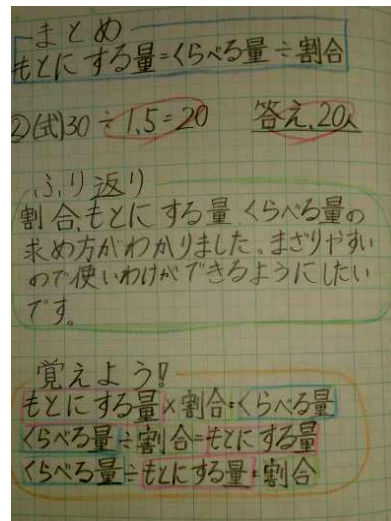 まとめ
もとにする量=くらべる量÷割合
②(式)30÷1.5=20 答え、20人
ふり返り
割合、もとにする量 くらべる量の
求め方がわかりました。まざりやすい
ので使いわけができるようにしたい
です。
覚えよう!
もとにする量×割合=くらべる量
くらべる量÷割合=もとにする量
くらべる量÷もとにする量=割合